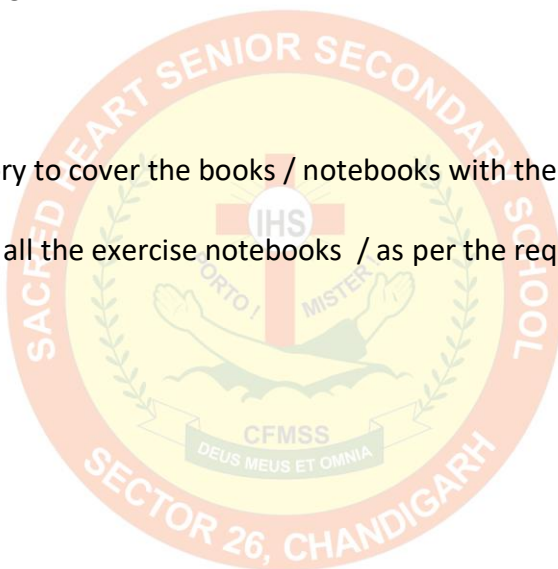 SACRED HEART SENIOR SECONDARY SCHOOL
ry to cover the books / notebooks with the
IHS
all the exercise notebooks / as per the req
PORTO !
MISTER !
CFMSS
DEUS MEUS ET OMNIA
SECTOR 26, CHANDIGARH